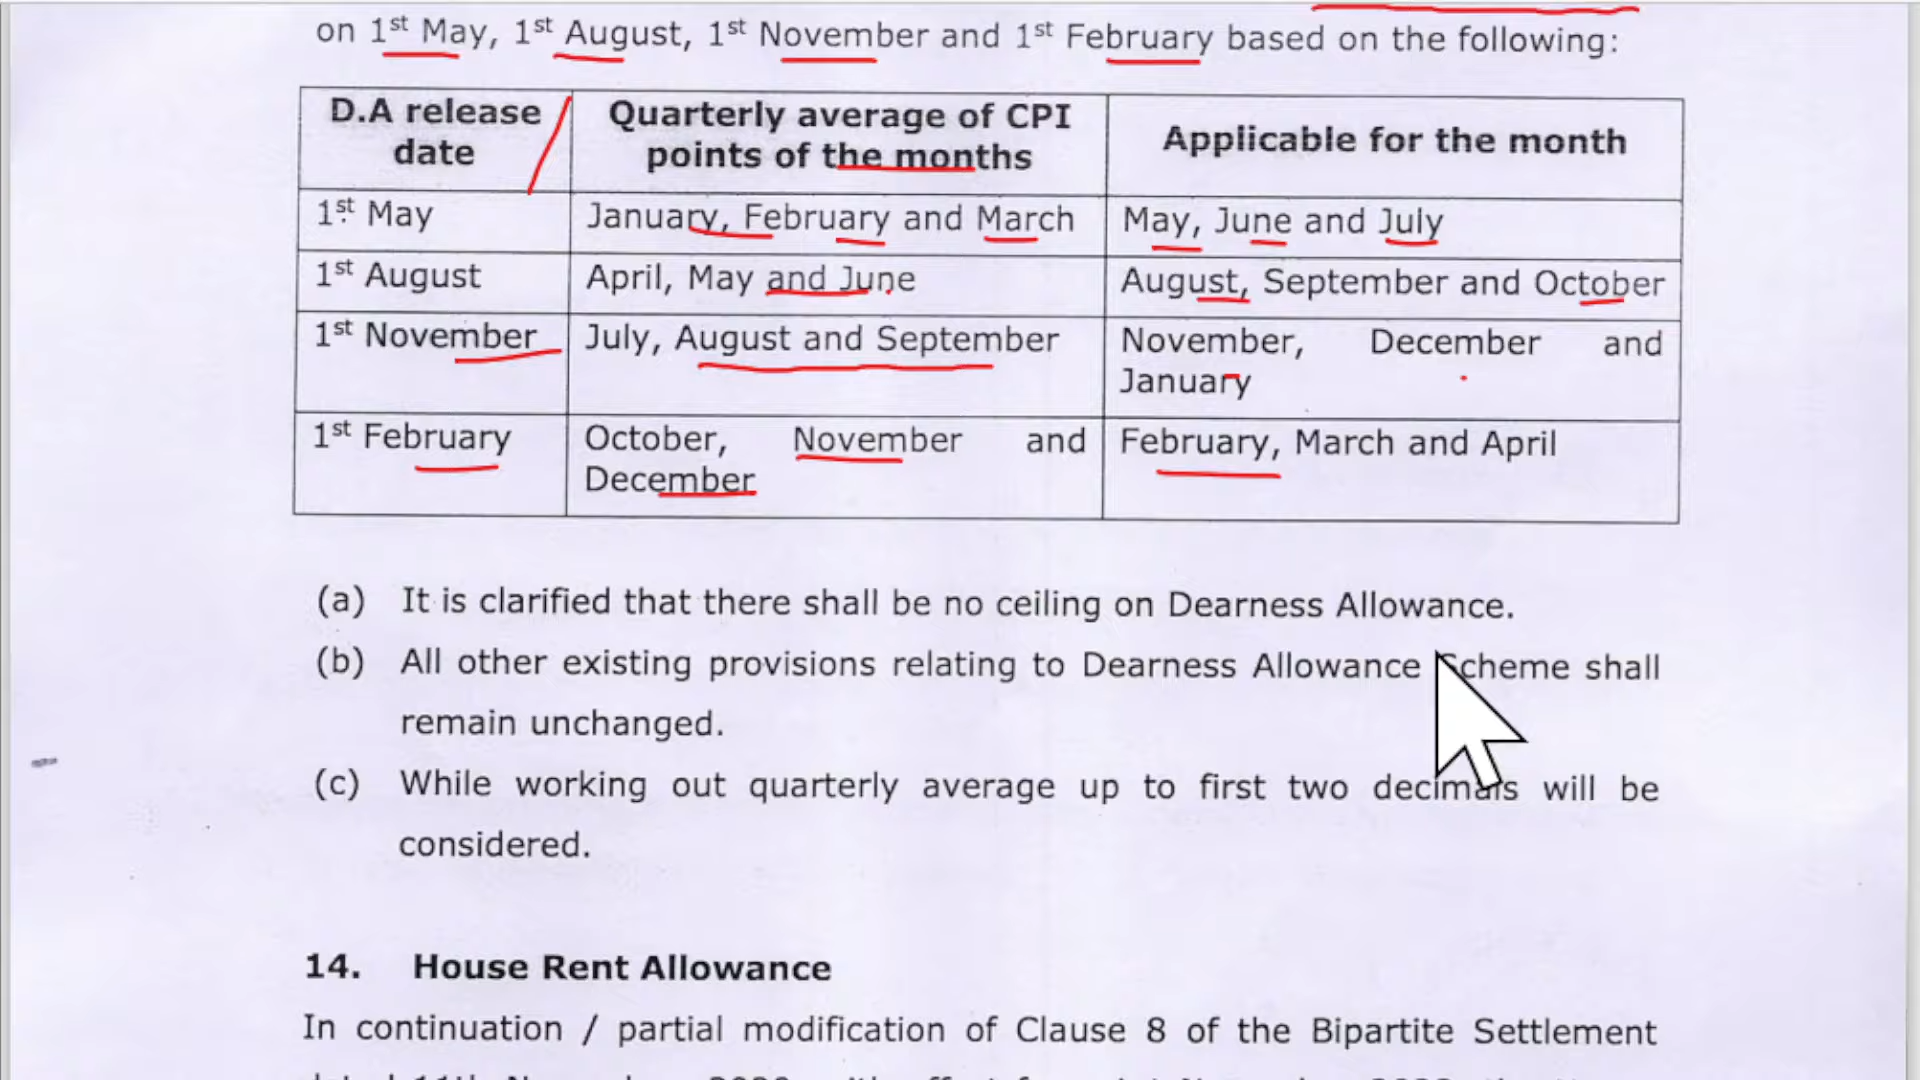 on 1st May, 1st August, 1st November and 1st February based on the following:
D.A release date
Quarterly average of CPI points of the months
Applicable for the month
1st May
January, February and March
May, June and July
1st August
April, May and June
August, September and October
1st November
July, August and September
November, December and January
1st February
October, November and December
February, March and April
(a) It is clarified that there shall be no ceiling on Dearness Allowance.
(b) All other existing provisions relating to Dearness Allowance Scheme shall
remain unchanged.
(c) While working out quarterly average up to first two decimals will be
considered.
14. House Rent Allowance
In continuation / partial modification of Clause 8 of the Bipartite Settlement